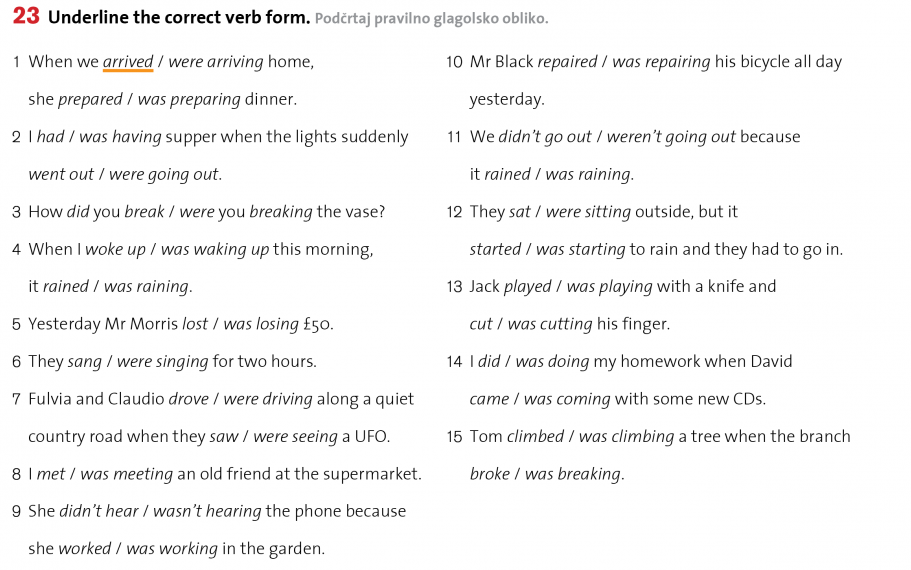 23 Underline the correct verb form. Podčrtaj pravilno glagolsko obliko.
1 When we arrived / were arriving home,
she prepared / was preparing dinner.
2 I had / was having supper when the lights suddenly
went out / were going out.
3 How did you break / were you breaking the vase?
4 When I woke up / was waking up this morning,
it rained / was raining.
5 Yesterday Mr Morris lost / was losing £50.
6 They sang / were singing for two hours.
7 Fulvia and Claudio drove / were driving along a quiet
country road when they saw / were seeing a UFO.
8 I met / was meeting an old friend at the supermarket.
9 She didn't hear / wasn't hearing the phone because
she worked / was working in the garden.
10 Mr Black repaired / was repairing his bicycle all day
yesterday.
11 We didn't go out / weren't going out because
it rained / was raining.
12 They sat / were sitting outside, but it
started / was starting to rain and they had to go in.
13 Jack played / was playing with a knife and
cut / was cutting his finger.
14 I did / was doing my homework when David
came / was coming with some new CDs.
15 Tom climbed / was climbing a tree when the branch
broke / was breaking.